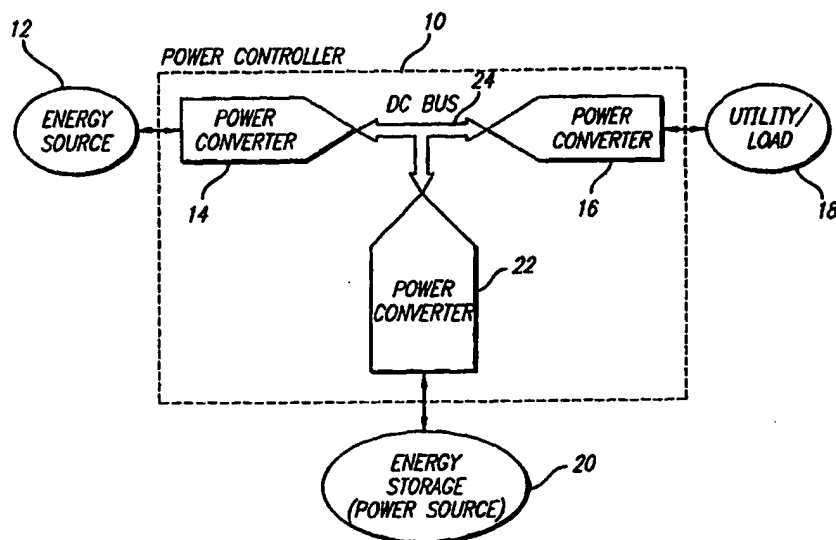 12
10
POWER CONTROLLER
24
DC BUS
ENERGY
SOURCE
POWER
CONVERTER
POWER
CONVERTER
UTILITY/
LOAD
14
16
18
22
POWER
CONVERTER
ENERGY
STORAGE
(POWER SOURCE)
20